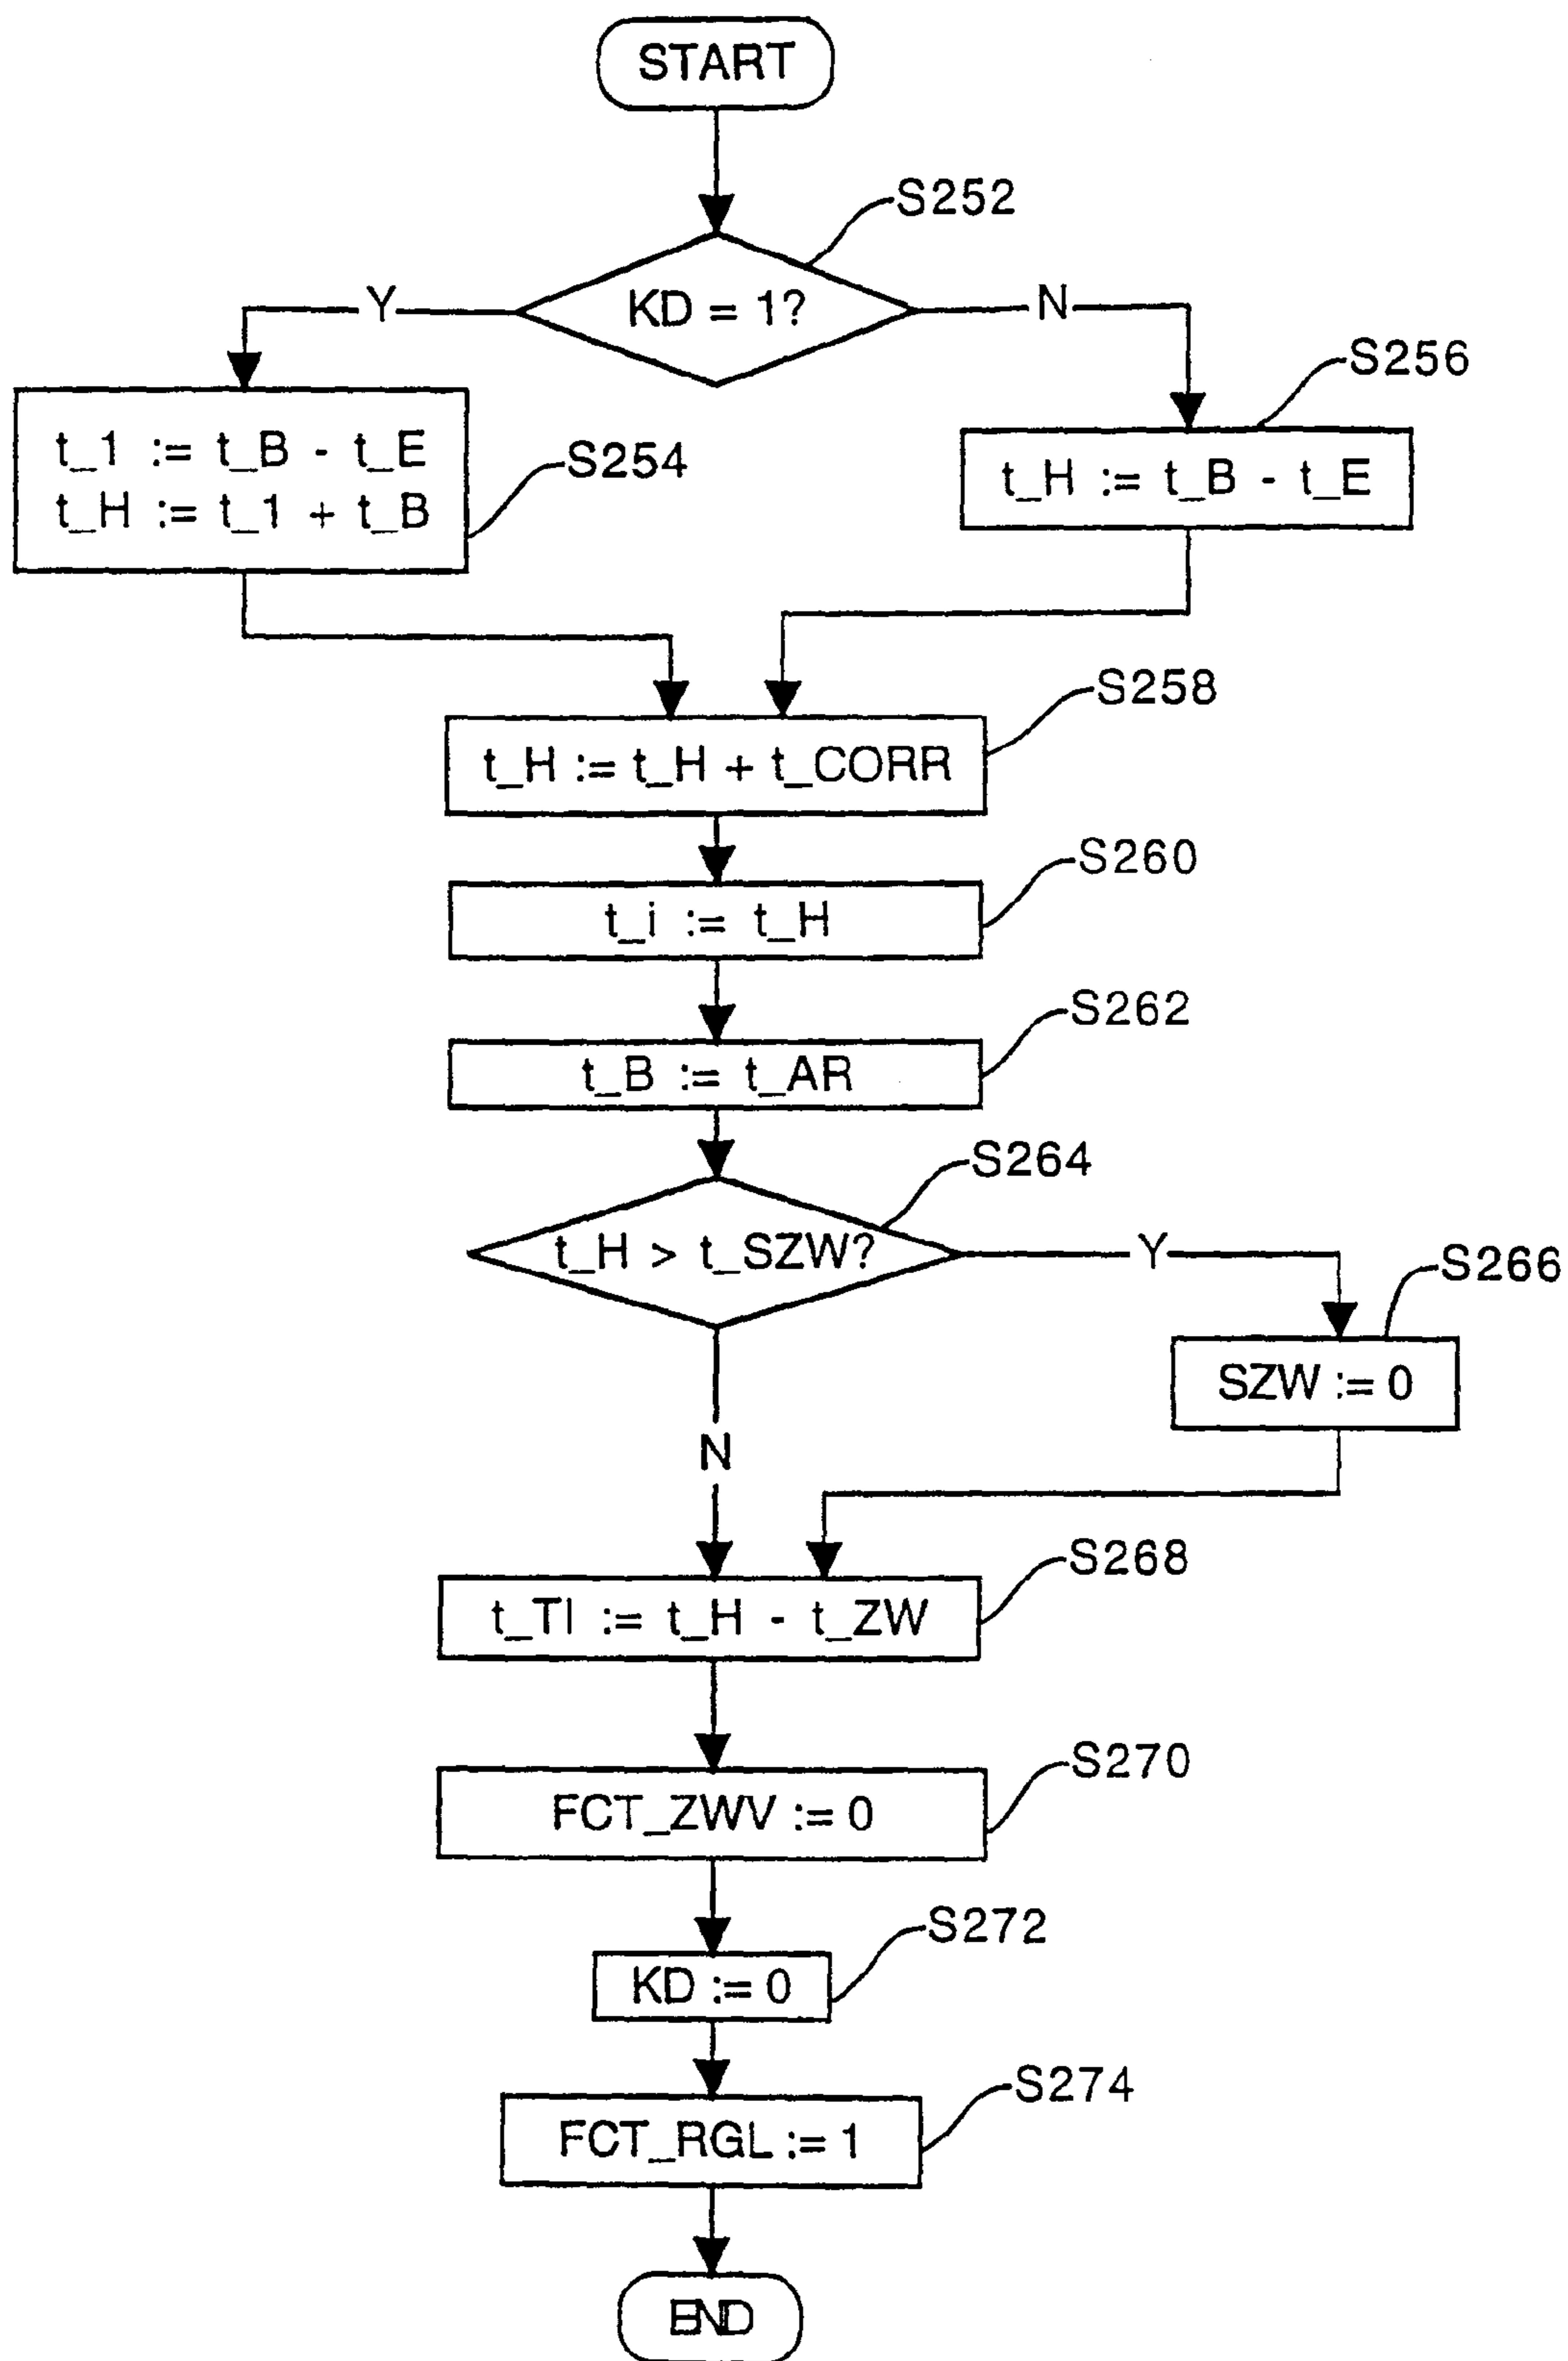 START
S252
KD = 1?
Y
N
S256
t_1 := t_B - t_E
t_H := t_1 + t_B
S254
t_H := t_B - t_E
S258
t_H := t_H + t_CORR
S260
t_i := t_H
S262
t_B := t_AR
S264
t_H > t_SZW?
Y
S266
SZW := 0
N
S268
t_TI := t_H - t_ZW
S270
FCT_ZWV := 0
S272
KD := 0
S274
FCT_RGL := 1
END